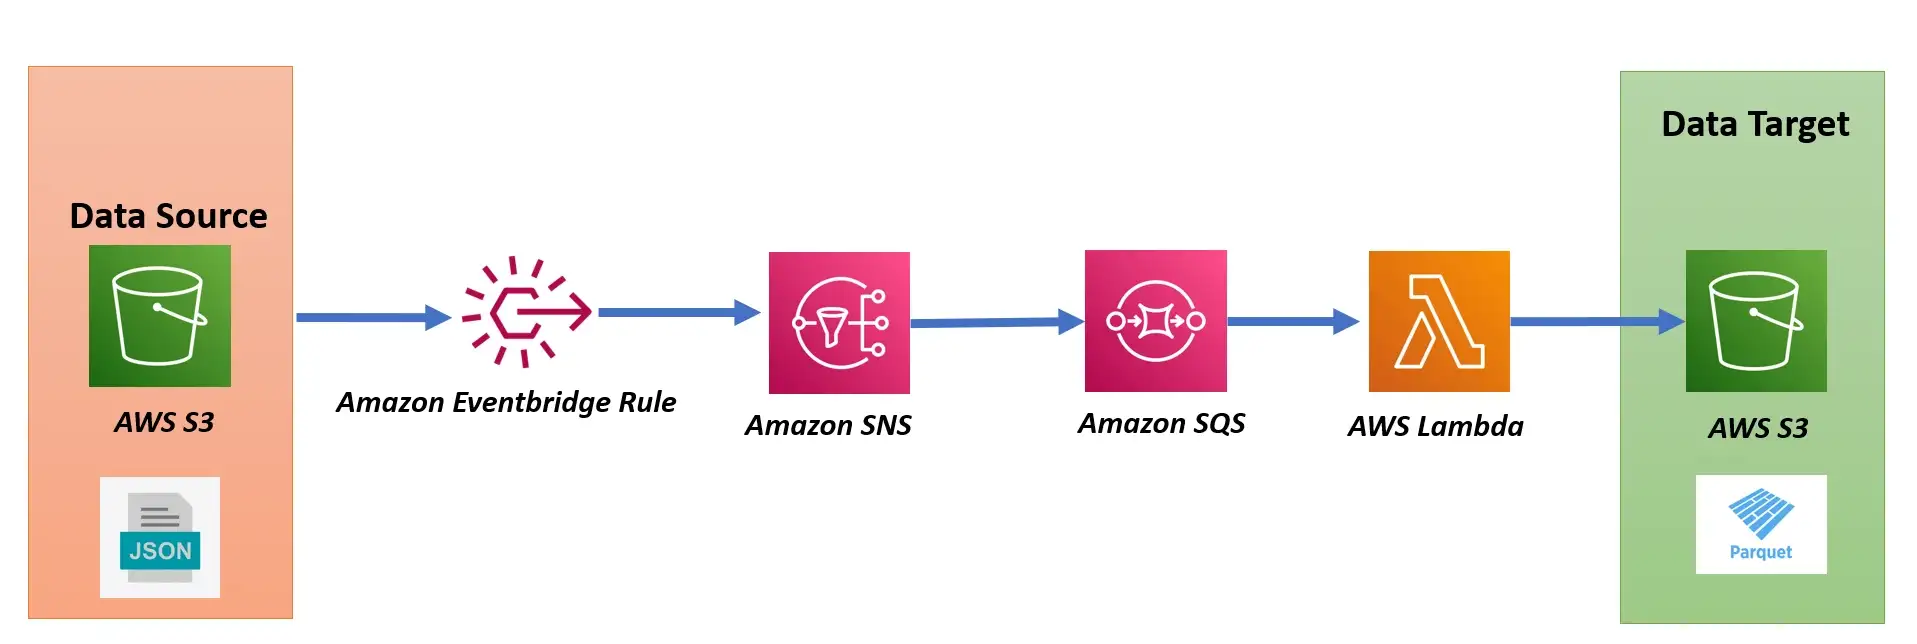 Data Source
AWS S3
JSON
Amazon Eventbridge Rule
Amazon SNS
Amazon SQS
AWS Lambda
Data Target
AWS S3
Parquet